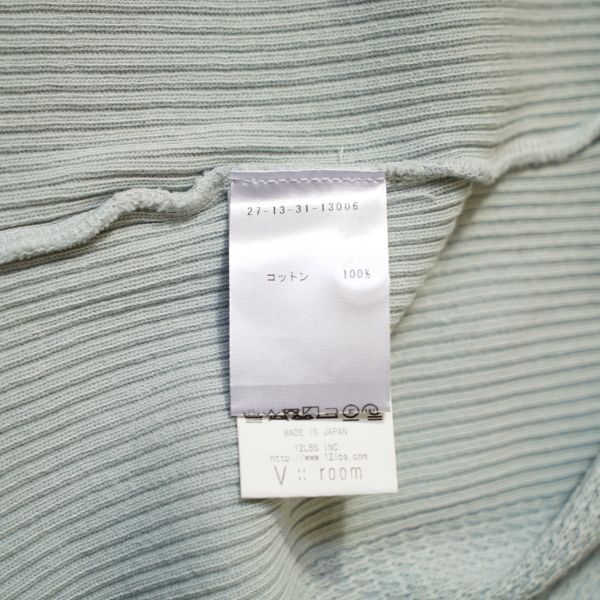 27-13-31-13006
コットン 100%
MADE IN JAPAN
12LBS INC.
http://www.12lbs.com
V :: room